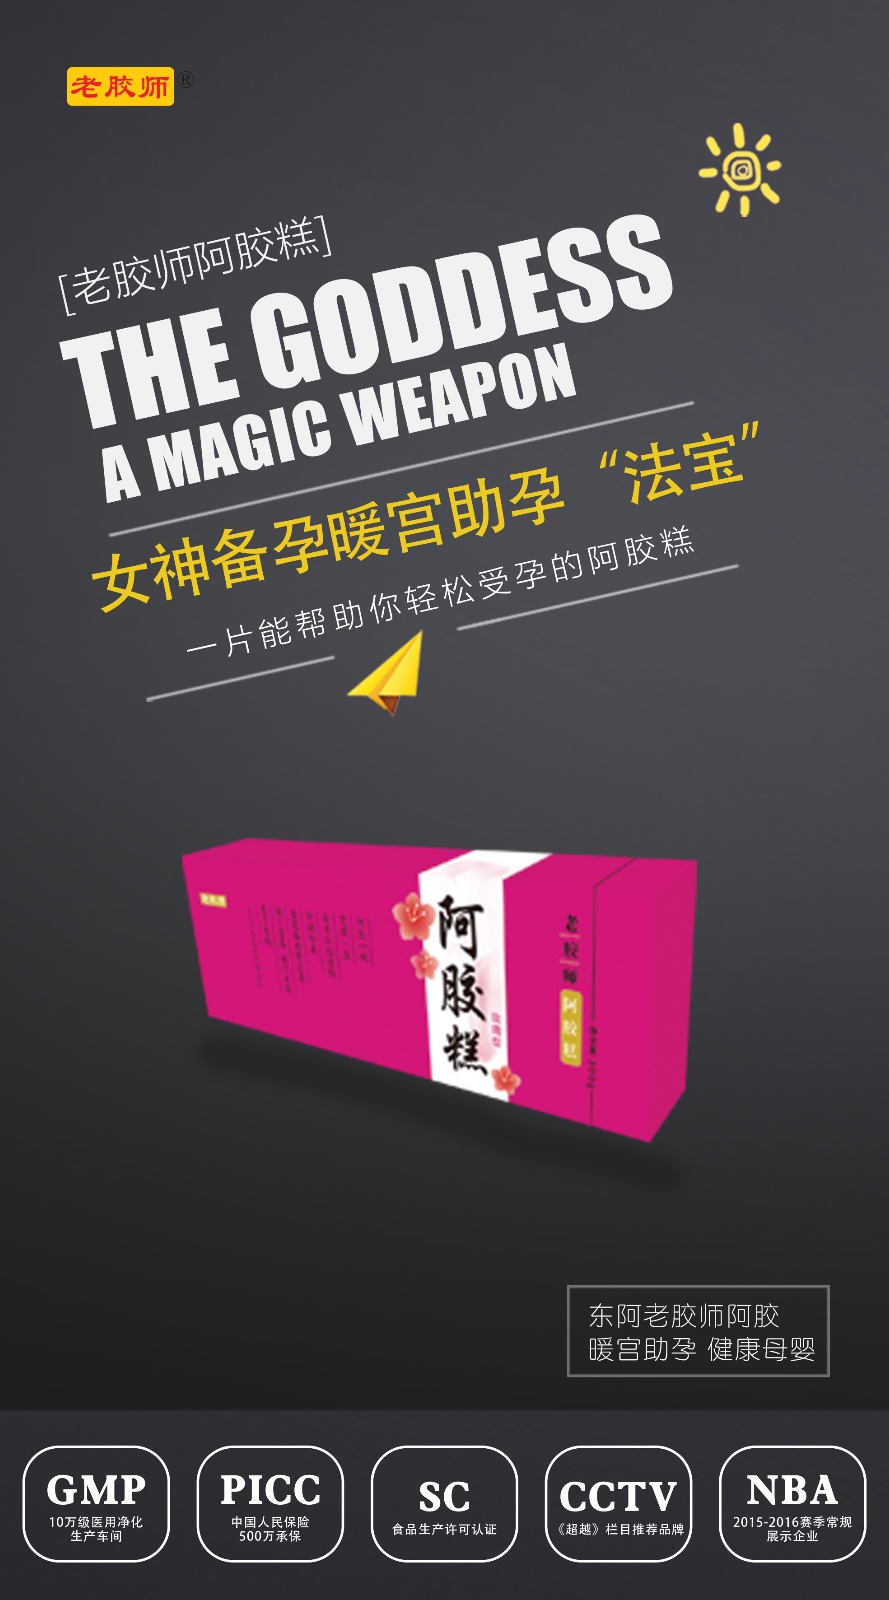 老胶师®
[老胶师阿胶糕]
THE GODDESS
A MAGIC WEAPON
女神备孕暖宫助孕“法宝”
一片能帮助你轻松受孕的阿胶糕
老胶师
阿胶糕
老胶师
阿胶糕
东阿老胶师阿胶
暖宫助孕 健康母婴
GMP
10万级医用净化
生产车间
PICC
中国人民保险
500万承保
SC
食品生产许可认证
CCTV
《超越》栏目推荐品牌
NBA
2015-2016赛季常规
展示企业